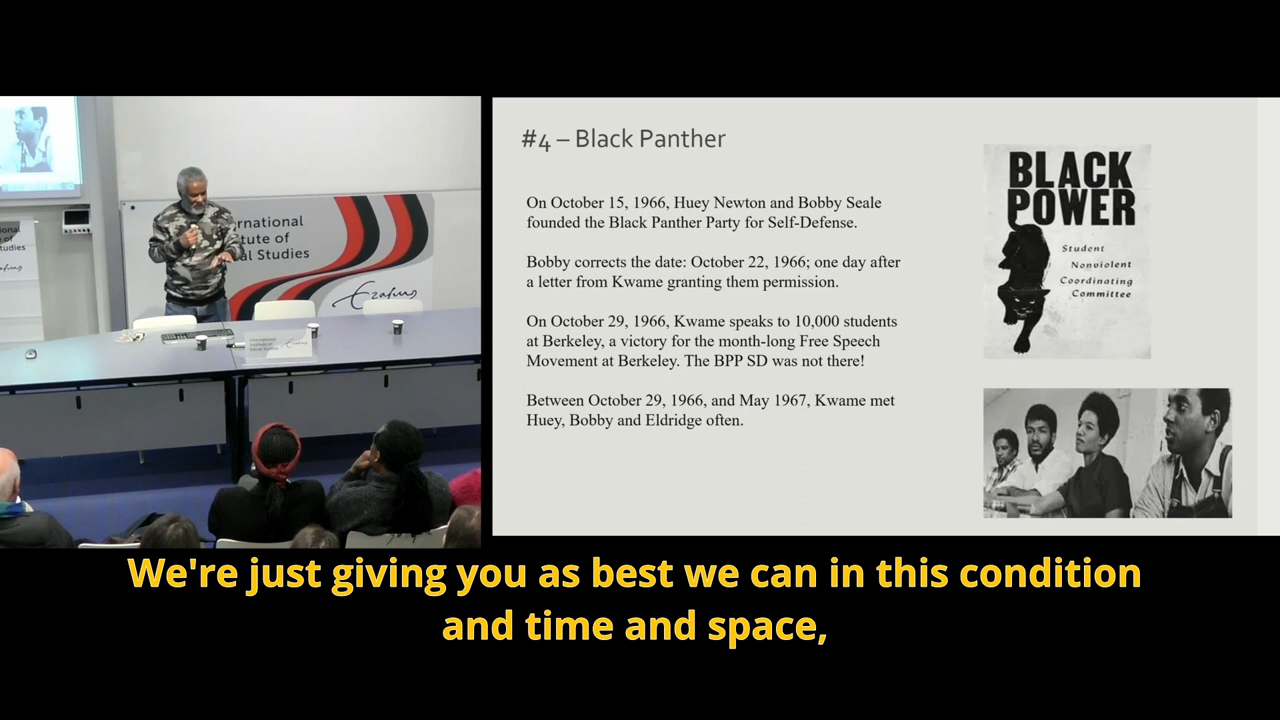 rnational
tute of
al Studies
Erasmus
#4 – Black Panther
On October 15, 1966, Huey Newton and Bobby Seale
founded the Black Panther Party for Self-Defense.
Bobby corrects the date: October 22, 1966; one day after
a letter from Kwame granting them permission.
On October 29, 1966, Kwame speaks to 10,000 students
at Berkeley, a victory for the month-long Free Speech
Movement at Berkeley. The BPP SD was not there!
Between October 29, 1966, and May 1967, Kwame met
Huey, Bobby and Eldridge often.
BLACK
POWER
Student
Nonviolent
Coordinating
Committee
We're just giving you as best we can in this condition
and time and space,